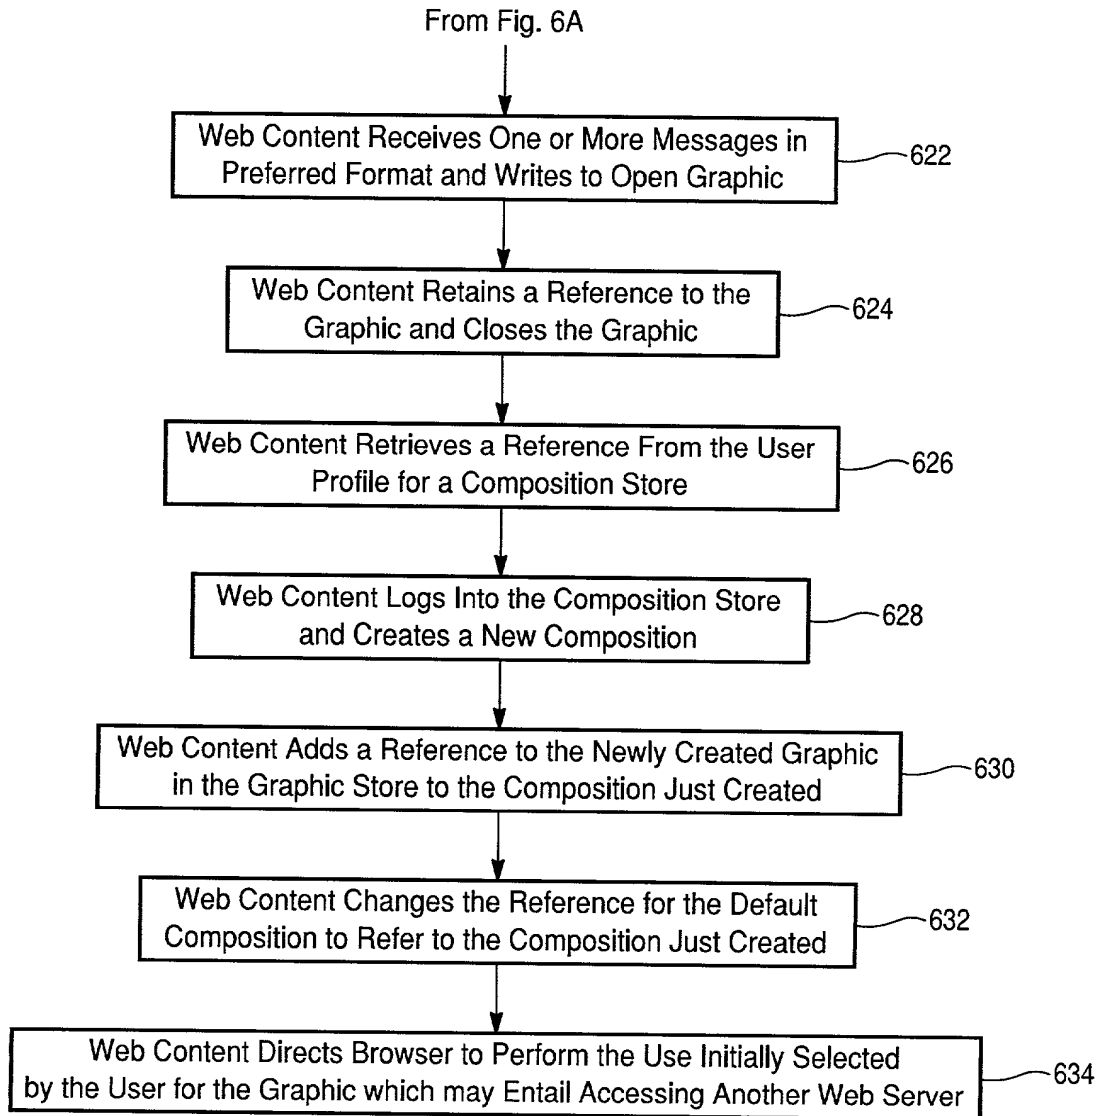 From Fig. 6A
Web Content Receives One or More Messages in
Preferred Format and Writes to Open Graphic
622
Web Content Retains a Reference to the
Graphic and Closes the Graphic
624
Web Content Retrieves a Reference From the User
Profile for a Composition Store
626
Web Content Logs Into the Composition Store
and Creates a New Composition
628
Web Content Adds a Reference to the Newly Created Graphic
in the Graphic Store to the Composition Just Created
630
Web Content Changes the Reference for the Default
Composition to Refer to the Composition Just Created
632
Web Content Directs Browser to Perform the Use Initially Selected
by the User for the Graphic which may Entail Accessing Another Web Server
634